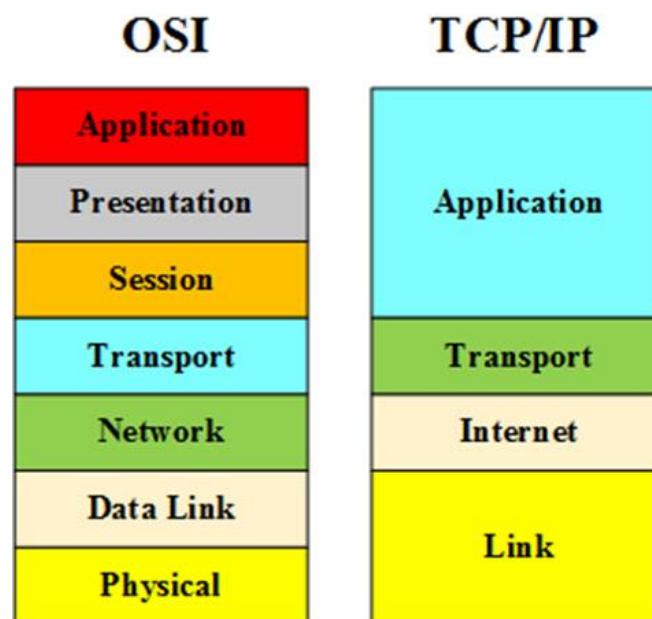 OSI
Application
Presentation
Session
Transport
Network
Data Link
Physical
TCP/IP
Application
Transport
Internet
Link